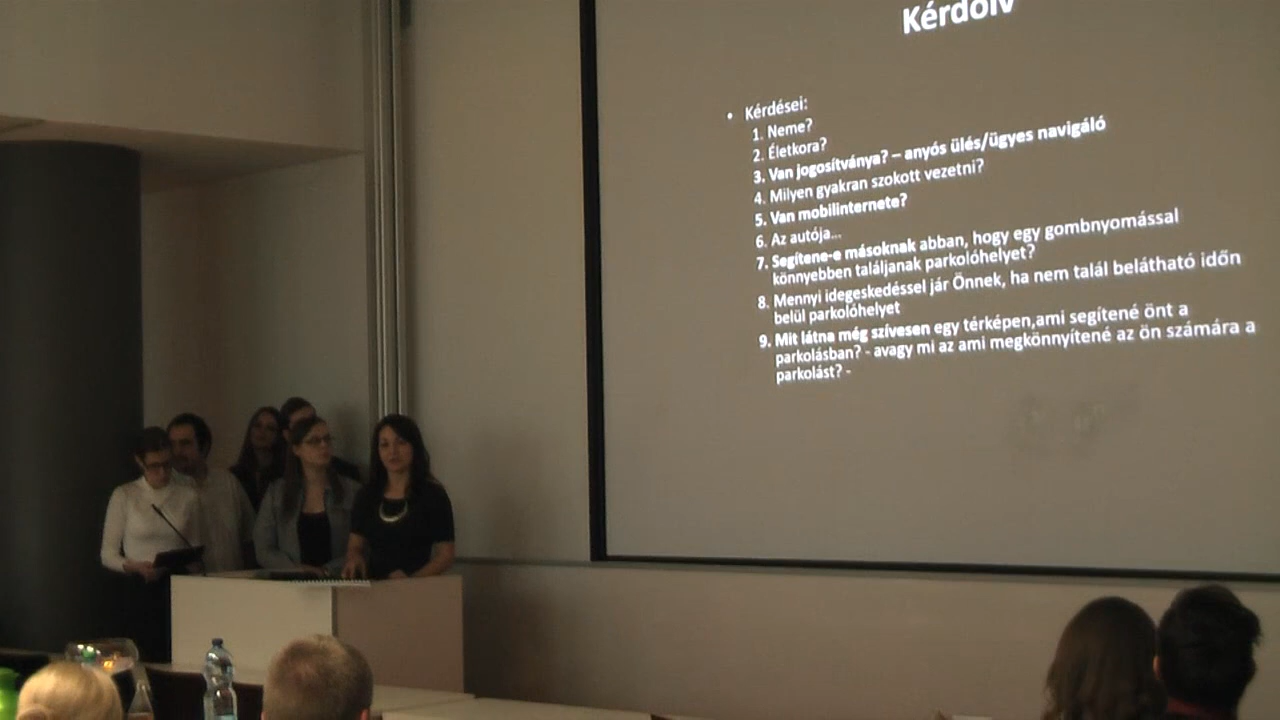 Kérdőív
• Kérdései:
1. Neme?
2. Életkora?
3. Van jogosítványa? – anyós ülés/ügyes navigáló
4. Milyen gyakran szokott vezetni?
5. Van mobilinternete?
6. Az autója...
7. Segítene-e másoknak abban, hogy egy gombnyomással
könnyebben találjanak parkolóhelyet?
8. Mennyi idegeskedéssel jár Önnek, ha nem talál belátható időn
belül parkolóhelyet
9. Mit látna még szívesen egy térképen,ami segítené önt a
parkolásban? - avagy mi az ami megkönnyítené az ön számára a
parkolást? -